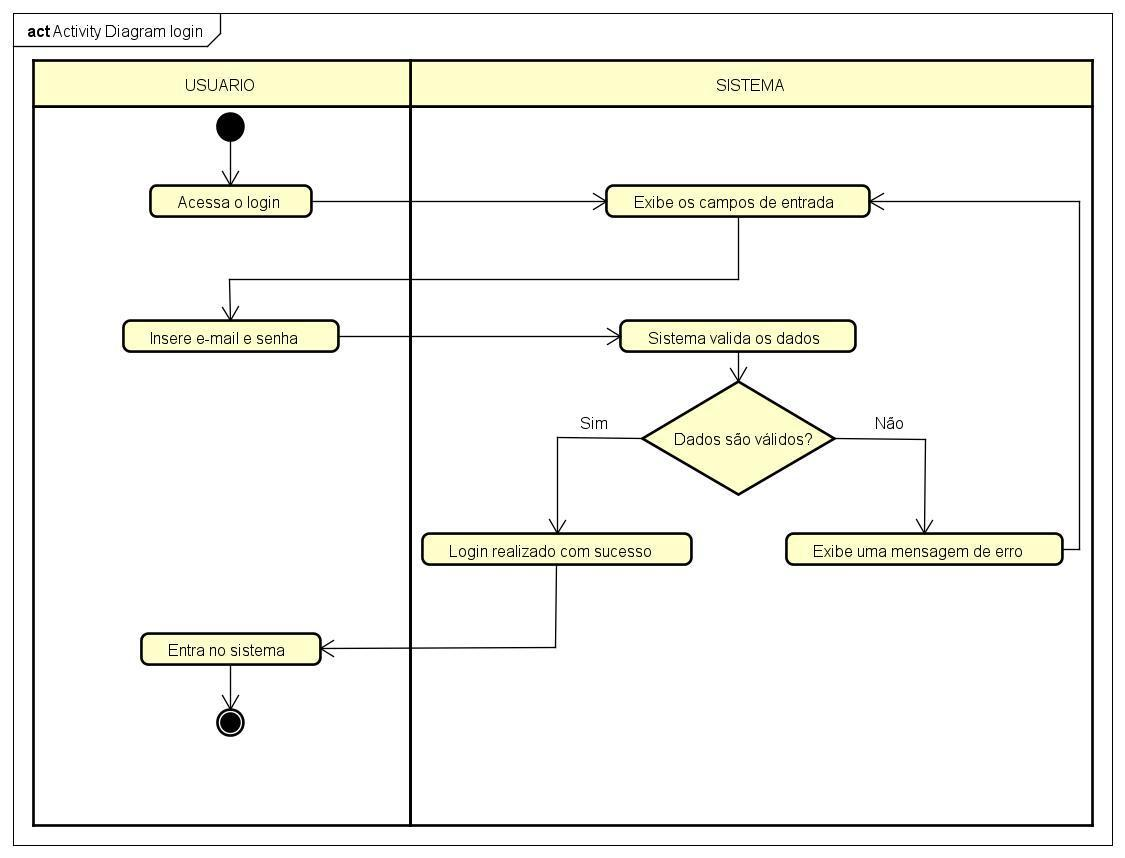 act Activity Diagram login
USUARIO
SISTEMA
Acessa o login
Exibe os campos de entrada
Insere e-mail e senha
Sistema valida os dados
Sim
Não
Dados são válidos?
Login realizado com sucesso
Exibe uma mensagem de erro
Entra no sistema